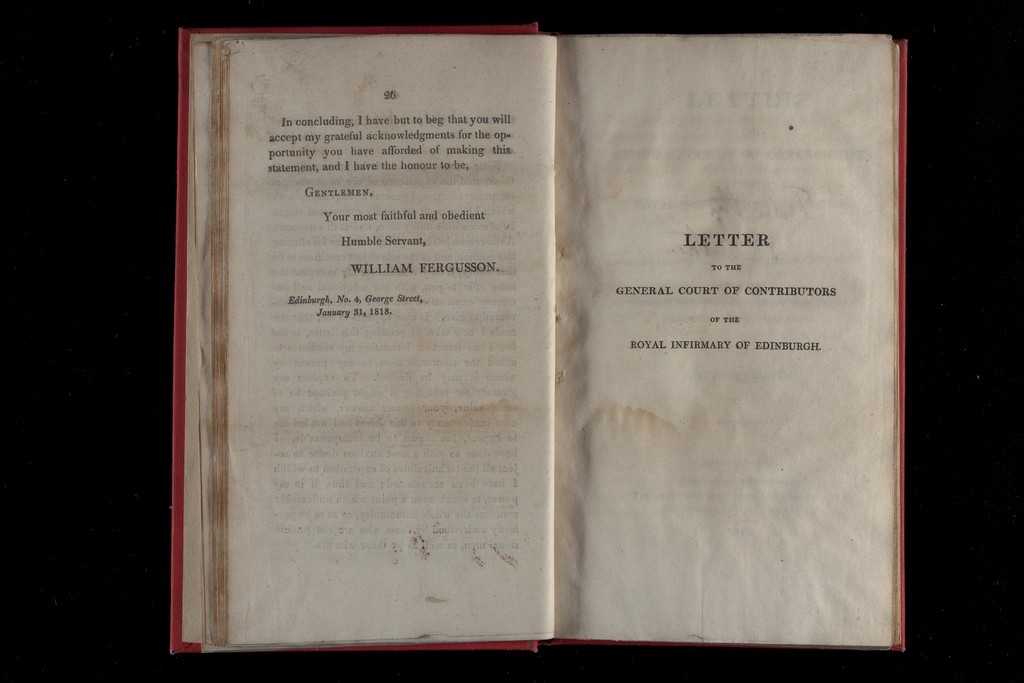 26
In concluding, I have but to beg that you will
accept my grateful acknowledgments for the op-
portunity you have afforded of making this
statement, and I have the honour to be,
GENTLEMEN,
Your most faithful and obedient
Humble Servant,
WILLIAM FERGUSSON.
Edinburgh, No. 4, George Street,
January 31, 1818.
LETTER
TO THE
GENERAL COURT OF CONTRIBUTORS
OF THE
ROYAL INFIRMARY OF EDINBURGH.